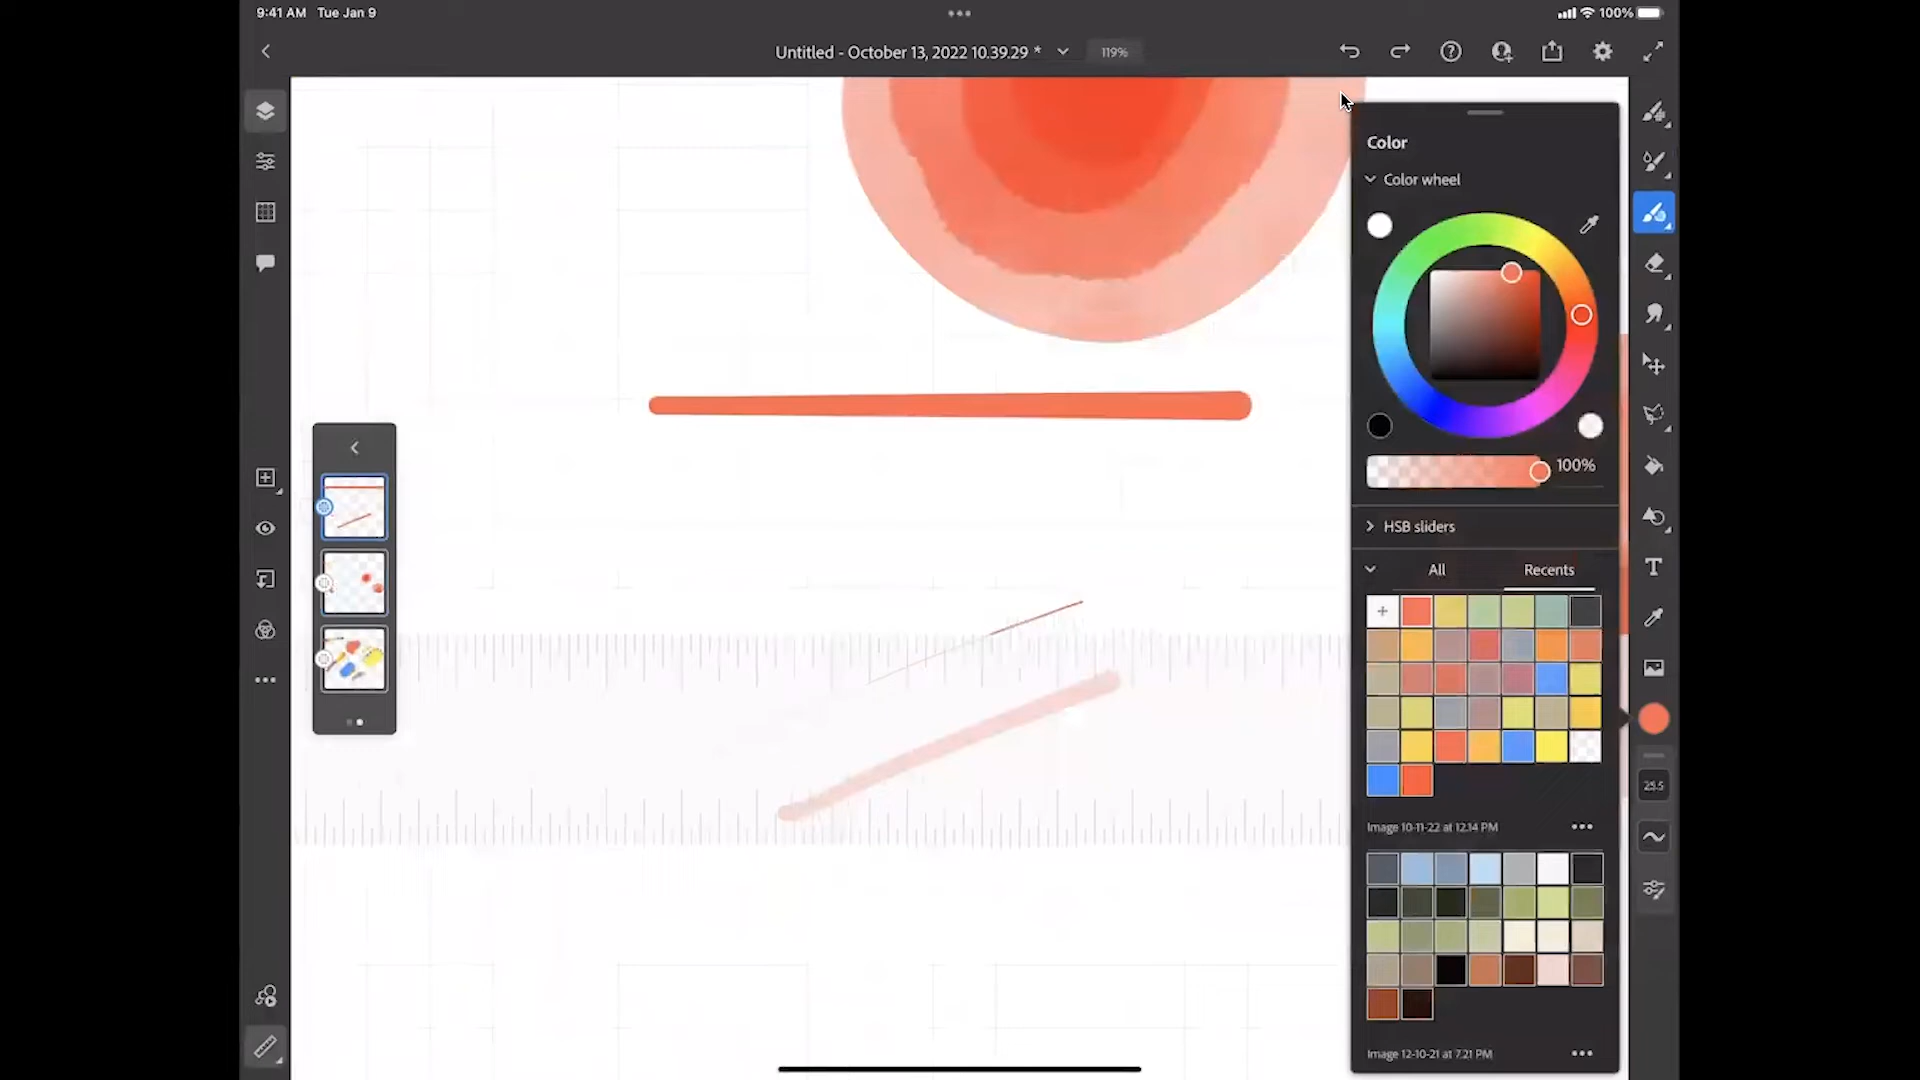 9:41 AM Tue Jan 9
100%
Untitled - October 13, 2022 10.39.29 *
119%
Color
Color wheel
100%
HSB sliders
All
Recents
25.5
Image 10-11-22 at 12.14 PM
Image 12-10-21 at 7.21 PM